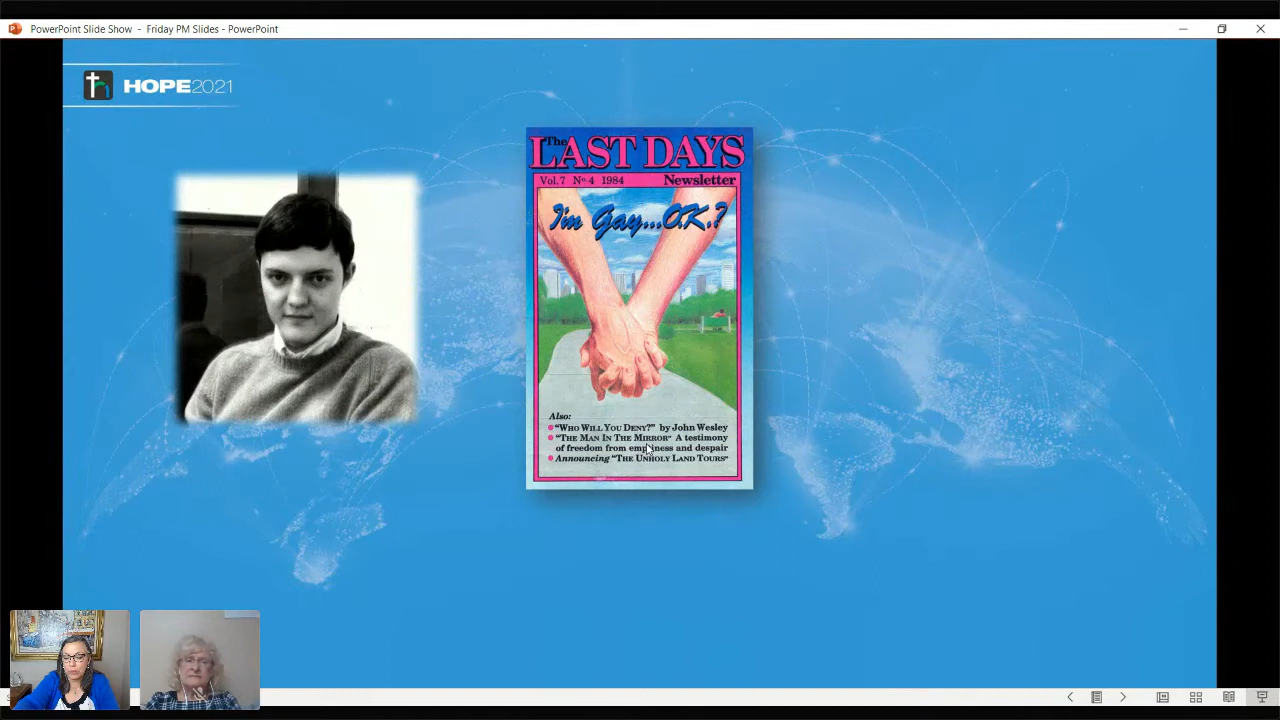 PowerPoint Slide Show - Friday PM Slides - PowerPoint
HOPE2021
The
LAST DAYS
Vol. 7 No 4 1984 Newsletter
I'm Gay...O.K.?
Also:
"WHO WILL YOU DENY?" by John Wesley
"THE MAN IN THE MIRROR" A testimony
of freedom from emptiness and despair
Announcing "THE UNHOLY LAND TOURS"